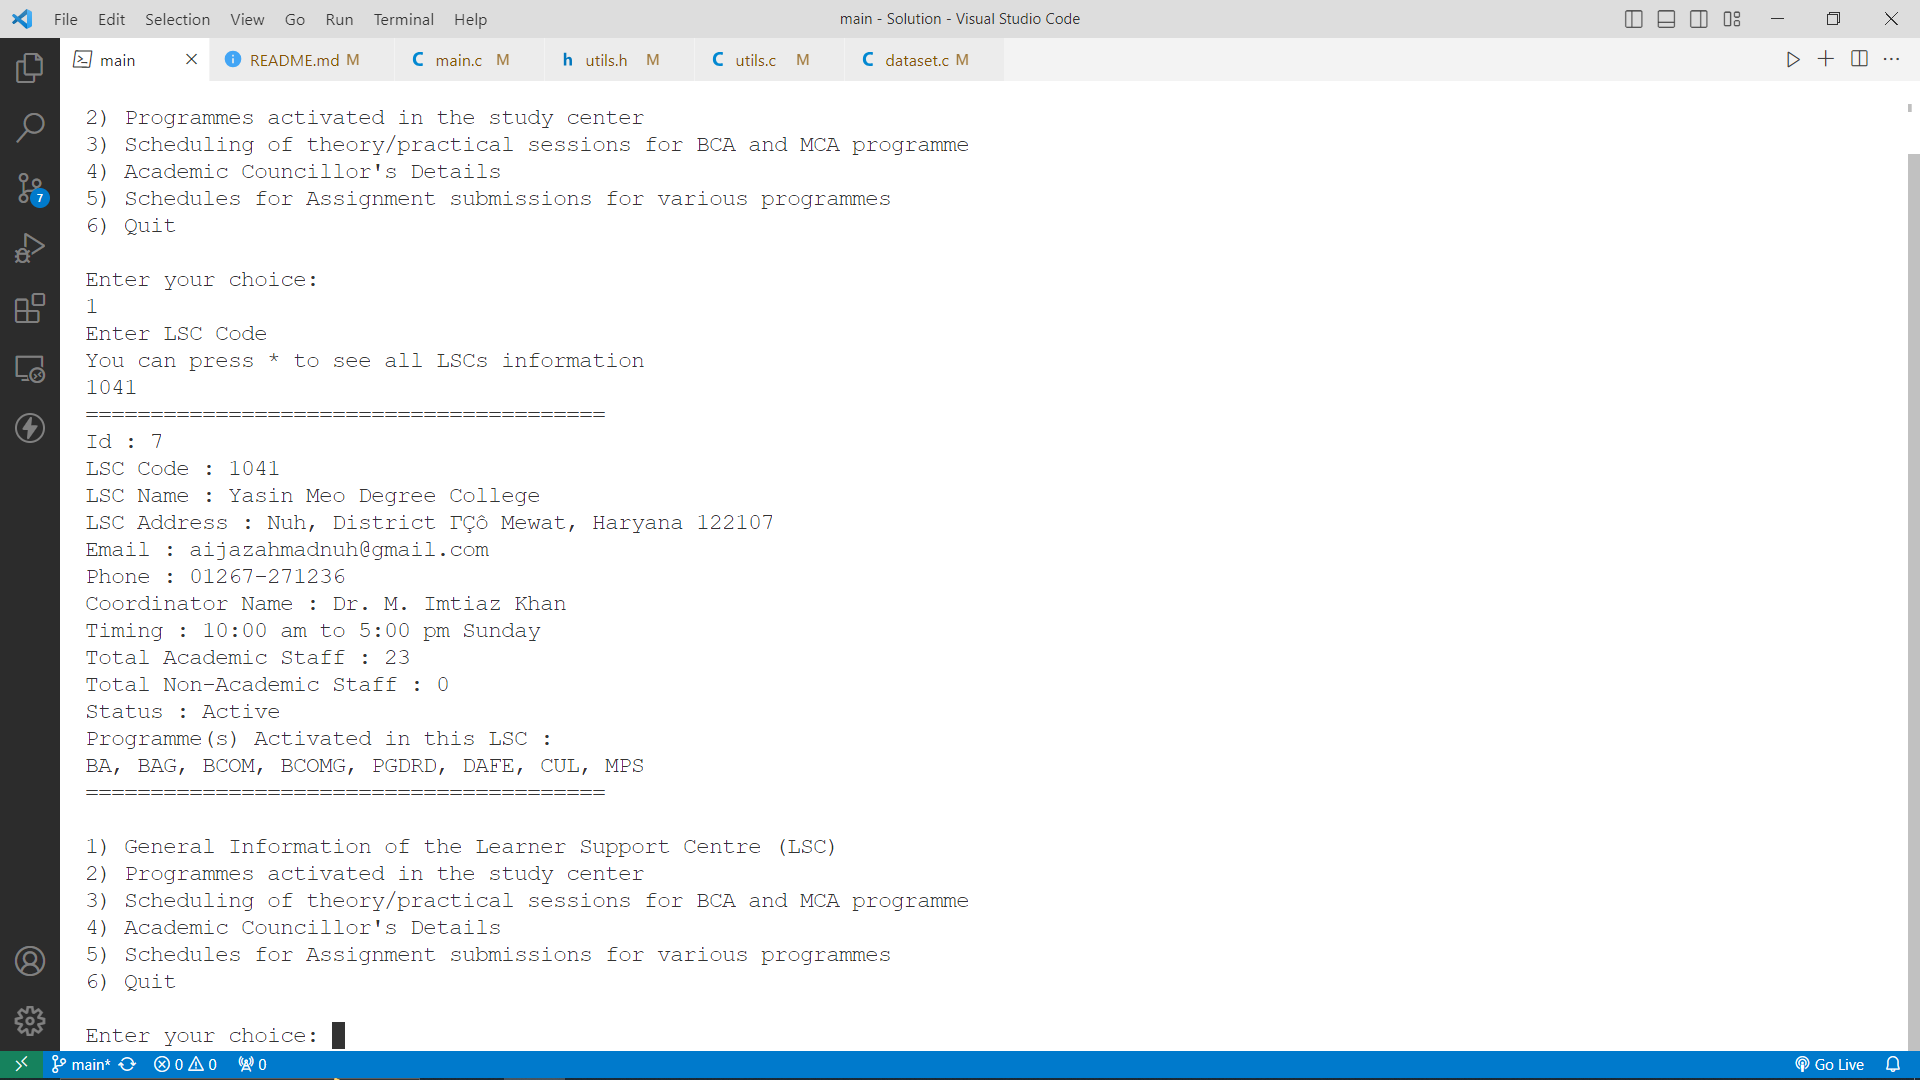 File Edit Selection View Go Run Terminal Help
main - Solution - Visual Studio Code
main
README.md M
main.c M
utils.h M
utils.c M
dataset.c M
2) Programmes activated in the study center
3) Scheduling of theory/practical sessions for BCA and MCA programme
4) Academic Councillor's Details
5) Schedules for Assignment submissions for various programmes
6) Quit
Enter your choice:
1
Enter LSC Code
You can press * to see all LSCs information
1041
========================================
Id : 7
LSC Code : 1041
LSC Name : Yasin Meo Degree College
LSC Address : Nuh, District ΓÇô Mewat, Haryana 122107
Email : aijazahmadnuh@gmail.com
Phone : 01267-271236
Coordinator Name : Dr. M. Imtiaz Khan
Timing : 10:00 am to 5:00 pm Sunday
Total Academic Staff : 23
Total Non-Academic Staff : 0
Status : Active
Programme(s) Activated in this LSC :
BA, BAG, BCOM, BCOMG, PGDRD, DAFE, CUL, MPS
========================================
1) General Information of the Learner Support Centre (LSC)
2) Programmes activated in the study center
3) Scheduling of theory/practical sessions for BCA and MCA programme
4) Academic Councillor's Details
5) Schedules for Assignment submissions for various programmes
6) Quit
Enter your choice:
7
main* 0 0 0
Go Live